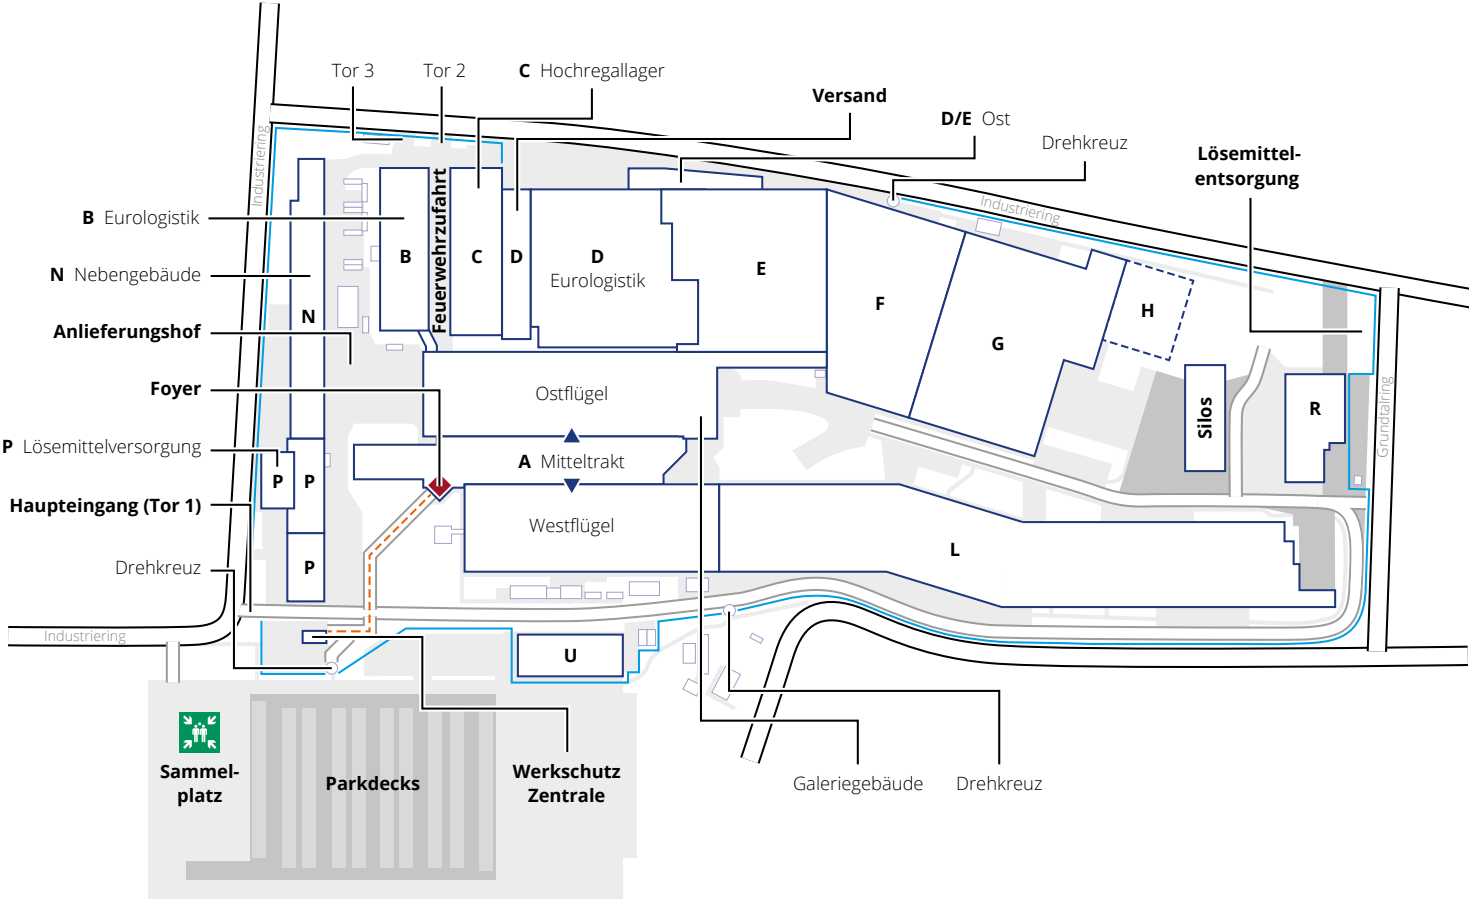 Tor 3
Tor 2
C Hochregallager
Versand
D/E Ost
Drehkreuz
Lösemittel-
entsorgung
Industriering
Industriering
B Eurologistik
N Nebengebäude
Anlieferungshof
Foyer
P Lösemittelversorgung
Haupteingang (Tor 1)
Drehkreuz
Industriering
Feuerwehrzufahrt
N
B
C
D
D
Eurologistik
E
F
G
H
Silos
R
Grundtalring
Ostflügel
A Mitteltrakt
Westflügel
P
P
P
L
U
Sammel-
platz
Parkdecks
Werkschutz
Zentrale
Galeriegebäude
Drehkreuz